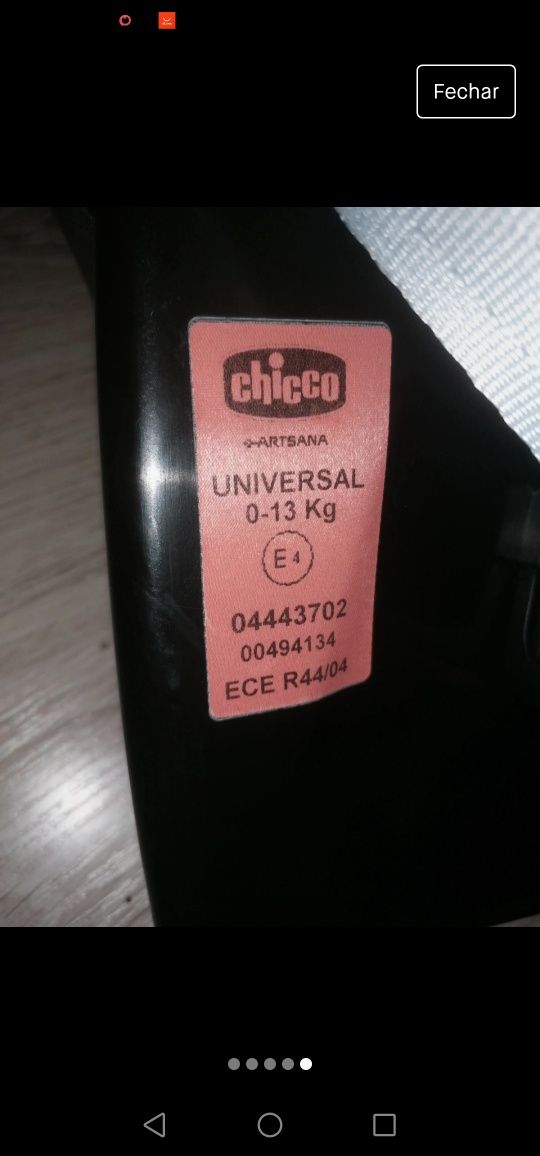 Fechar
chicco
ARTSANA
UNIVERSAL
0-13 Kg
E 4
04443702
00494134
ECE R44/04